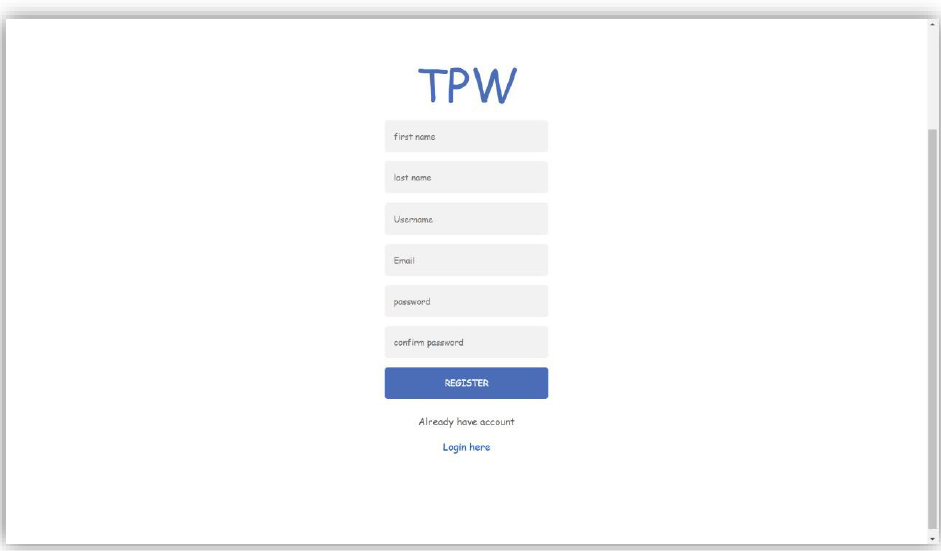 TPW
first name
last name
Username
Email
password
confirm password
REGISTER
Already have account
Login here